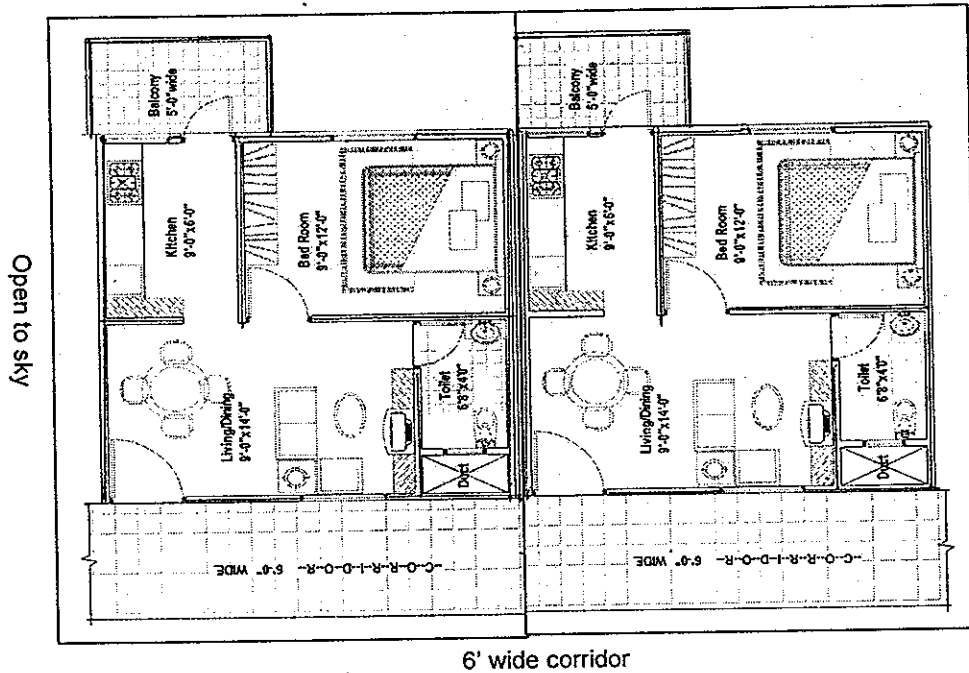 Balcony
5'-0" wide
Balcony
5'-0" wide
Kitchen
9'-0"x6'-0"
Bed Room
9'-0"x12'-0"
Kitchen
9'-0"x6'-0"
Bed Room
9'-0"x12'-0"
Living/Dining
9'-0"x14'-0"
Toilet
6'8"x4'0"
Duct
Living/Dining
9'-0"x14'-0"
Toilet
6'8"x4'0"
Duct
--C--O--R--R--I--D--O--R-- 6'-0" WIDE
--C--O--R--R--I--D--O--R-- 6'-0" WIDE
Open to sky
6' wide corridor